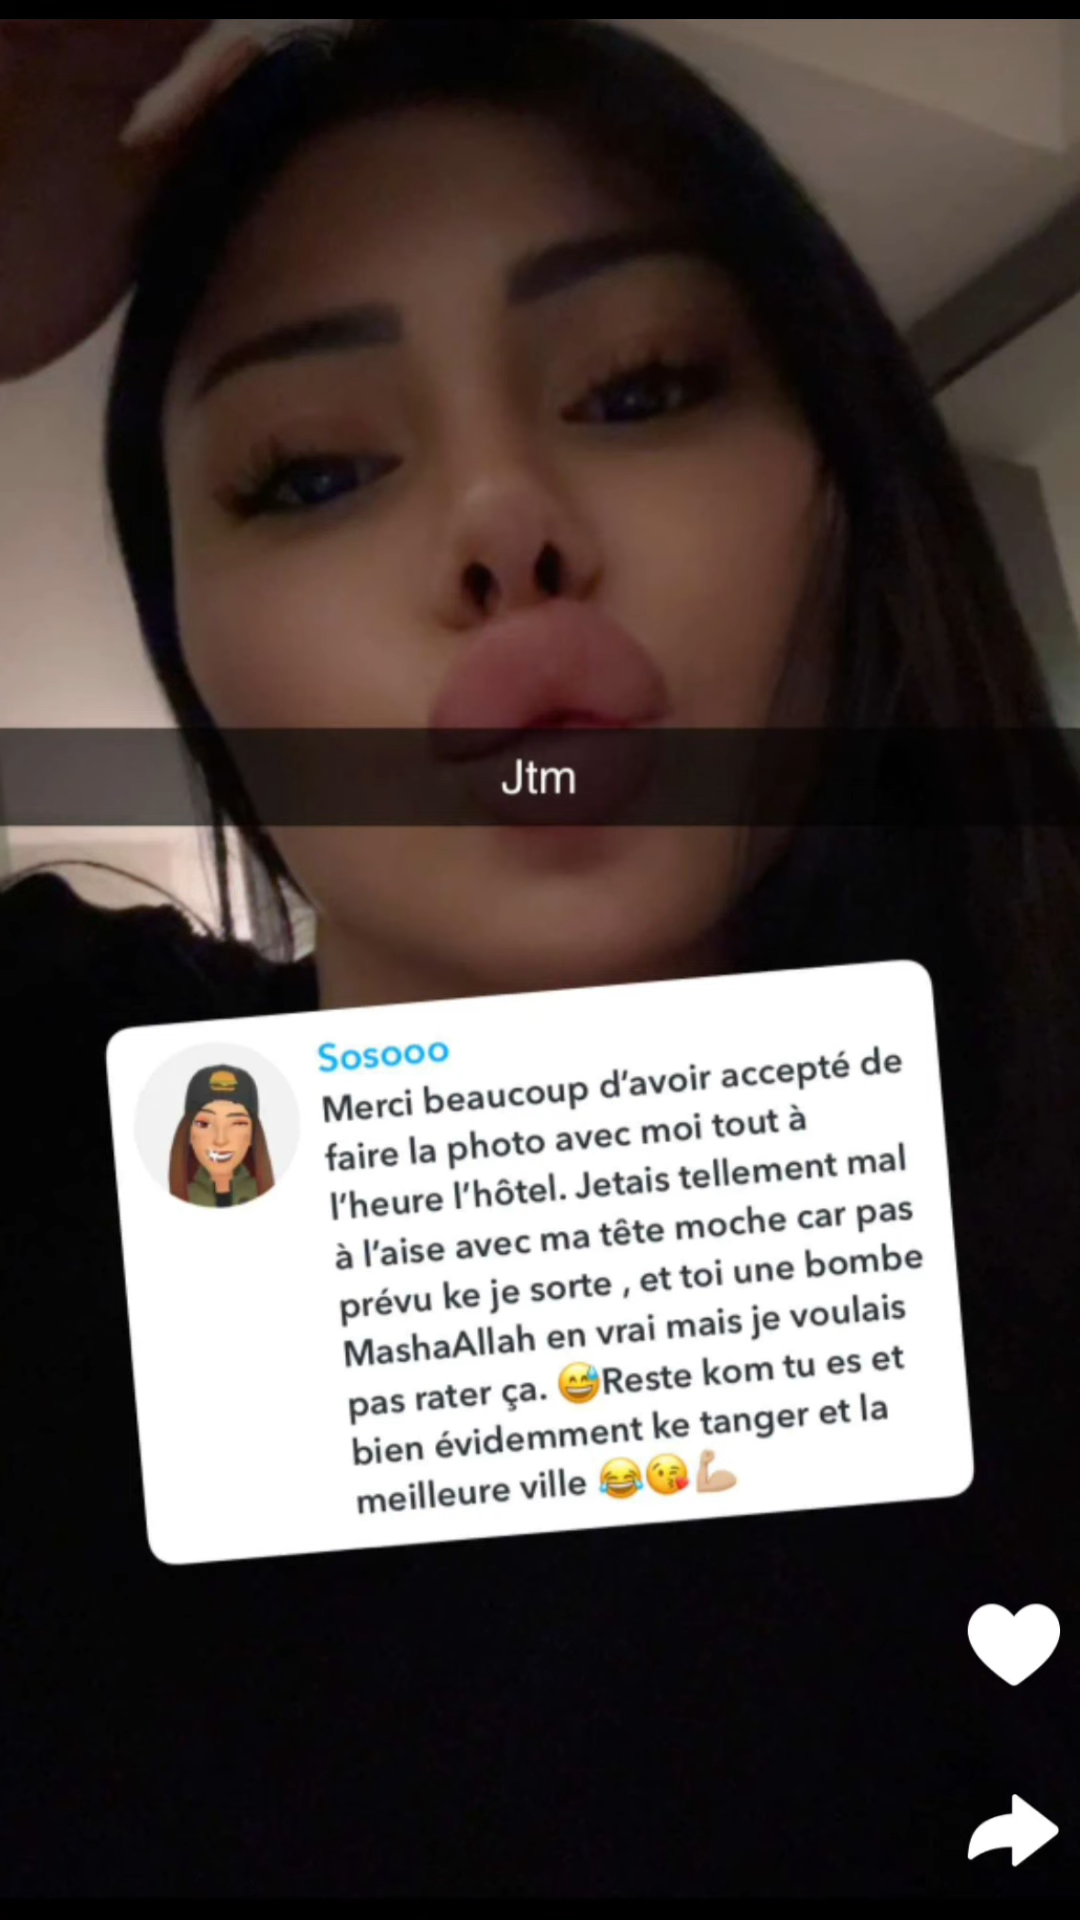 Jtm
Sosooo
Merci beaucoup d’avoir accepté de
faire la photo avec moi tout à
l’heure l’hôtel. Jetais tellement mal
à l’aise avec ma tête moche car pas
prévu ke je sorte , et toi une bombe
MashaAllah en vrai mais je voulais
pas rater ça. 😅Reste kom tu es et
bien évidemment ke tanger et la
meilleure ville 😂😘💪🏼